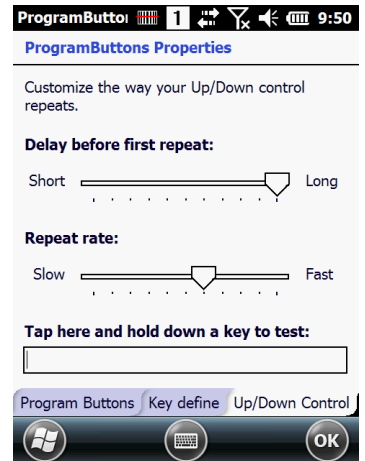 ProgramButto 1 9:50
ProgramButtons Properties
Customize the way your Up/Down control
repeats.
Delay before first repeat:
Short Long
Repeat rate:
Slow Fast
Tap here and hold down a key to test:
Program Buttons Key define Up/Down Control
OK